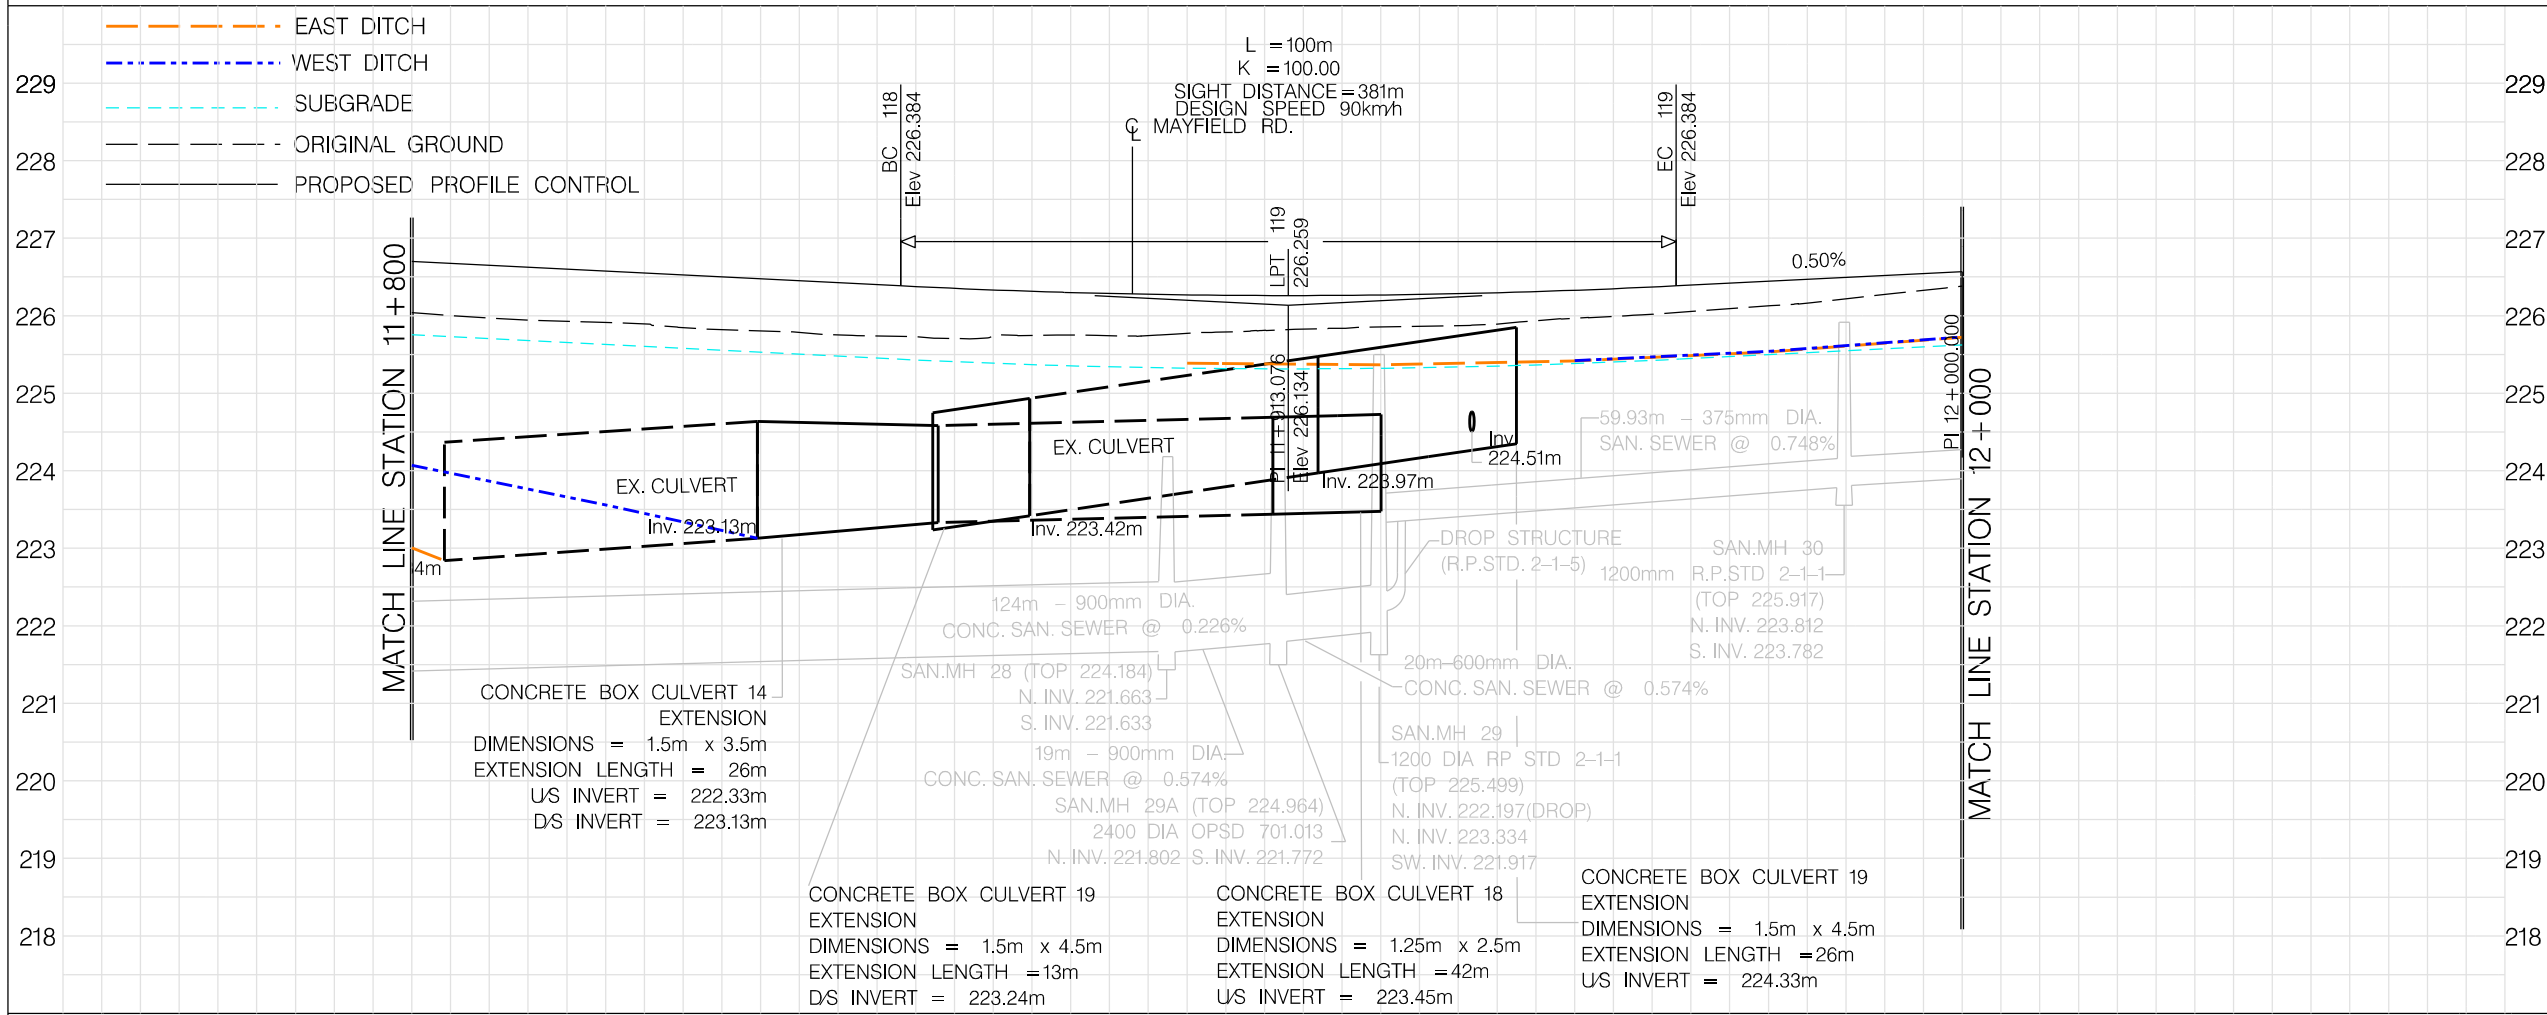 EAST DITCH
WEST DITCH
SUBGRADE
ORIGINAL GROUND
PROPOSED PROFILE CONTROL
L = 100m
K = 100.00
SIGHT DISTANCE = 381m
DESIGN SPEED 90km/h
℄ MAYFIELD RD.
BC 118
Elev 226.384
EC 119
Elev 226.384
LPT 119
226.259
0.50%
229
228
227
226
225
224
223
222
221
220
219
218
229
228
227
226
225
224
223
222
221
220
219
218
MATCH LINE STATION 11+800
MATCH LINE STATION 12+000
PI 11+913.076
Elev 226.134
PI 12+000.000
EX. CULVERT
Inv. 223.13m
EX. CULVERT
Inv. 223.42m
Inv. 223.97m
Inv.
224.51m
4m
59.93m – 375mm DIA.
SAN. SEWER @ 0.748%
DROP STRUCTURE
(R.P.STD. 2–1–5)
SAN.MH 30
1200mm R.P.STD 2–1–1
(TOP 225.917)
N. INV. 223.812
S. INV. 223.782
124m – 900mm DIA.
CONC. SAN. SEWER @ 0.226%
SAN.MH 28 (TOP 224.184)
N. INV. 221.663
S. INV. 221.633
20m–600mm DIA.
CONC. SAN. SEWER @ 0.574%
19m – 900mm DIA.
CONC. SAN. SEWER @ 0.574%
SAN.MH 29A (TOP 224.964)
2400 DIA OPSD 701.013
N. INV. 221.802 S. INV. 221.772
SAN.MH 29
1200 DIA RP STD 2–1–1
(TOP 225.499)
N. INV. 222.197(DROP)
N. INV. 223.334
SW. INV. 221.917
CONCRETE BOX CULVERT 14
EXTENSION
DIMENSIONS = 1.5m x 3.5m
EXTENSION LENGTH = 26m
U/S INVERT = 222.33m
D/S INVERT = 223.13m
CONCRETE BOX CULVERT 19
EXTENSION
DIMENSIONS = 1.5m x 4.5m
EXTENSION LENGTH =13m
D/S INVERT = 223.24m
CONCRETE BOX CULVERT 18
EXTENSION
DIMENSIONS = 1.25m x 2.5m
EXTENSION LENGTH =42m
U/S INVERT = 223.45m
CONCRETE BOX CULVERT 19
EXTENSION
DIMENSIONS = 1.5m x 4.5m
EXTENSION LENGTH =26m
U/S INVERT = 224.33m